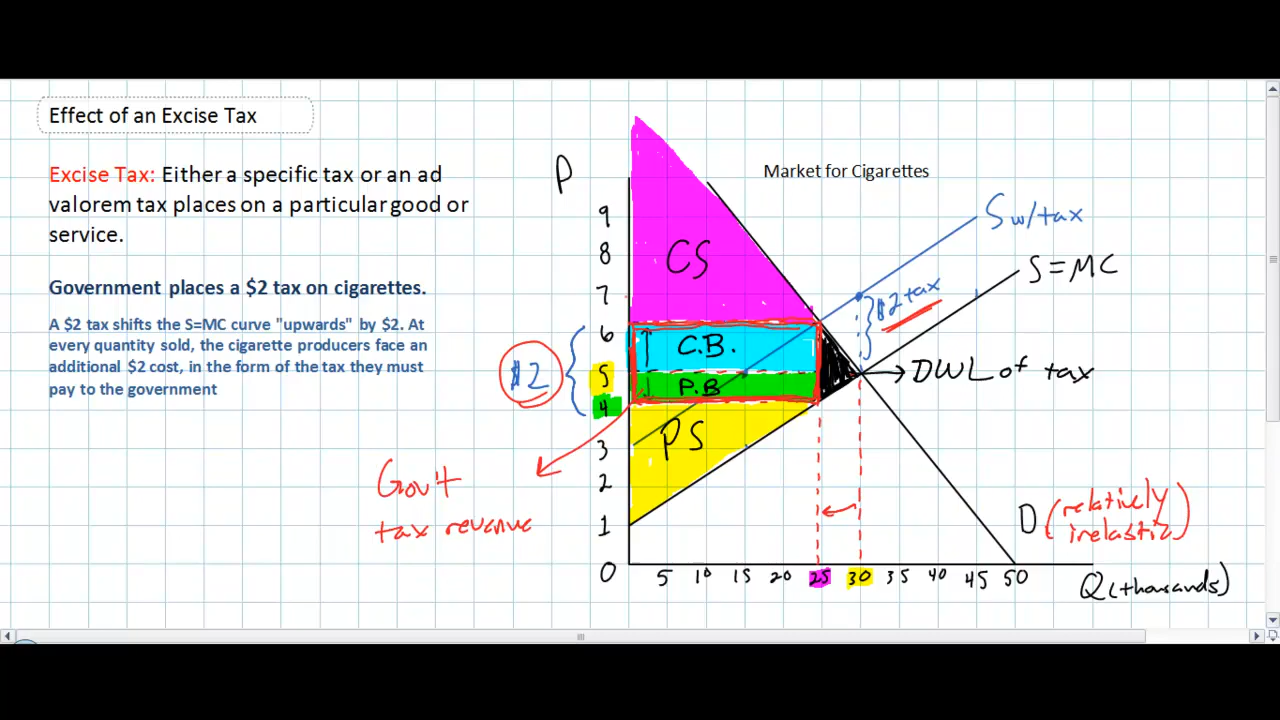 Effect of an Excise Tax
Excise Tax: Either a specific tax or an ad
valorem tax places on a particular good or
service.
Government places a $2 tax on cigarettes.
A $2 tax shifts the S=MC curve "upwards" by $2. At
every quantity sold, the cigarette producers face an
additional $2 cost, in the form of the tax they must
pay to the government
Market for Cigarettes
P
9
8
7
6
5
4
3
2
1
0
$2
CS
C.B.
P.B
PS
S w/tax
S=MC
$2 tax
DWL of tax
Gov't
tax revenue
D (relatively
inelastic)
5 10 15 20 25 30 35 40 45 50
Q (thousands)